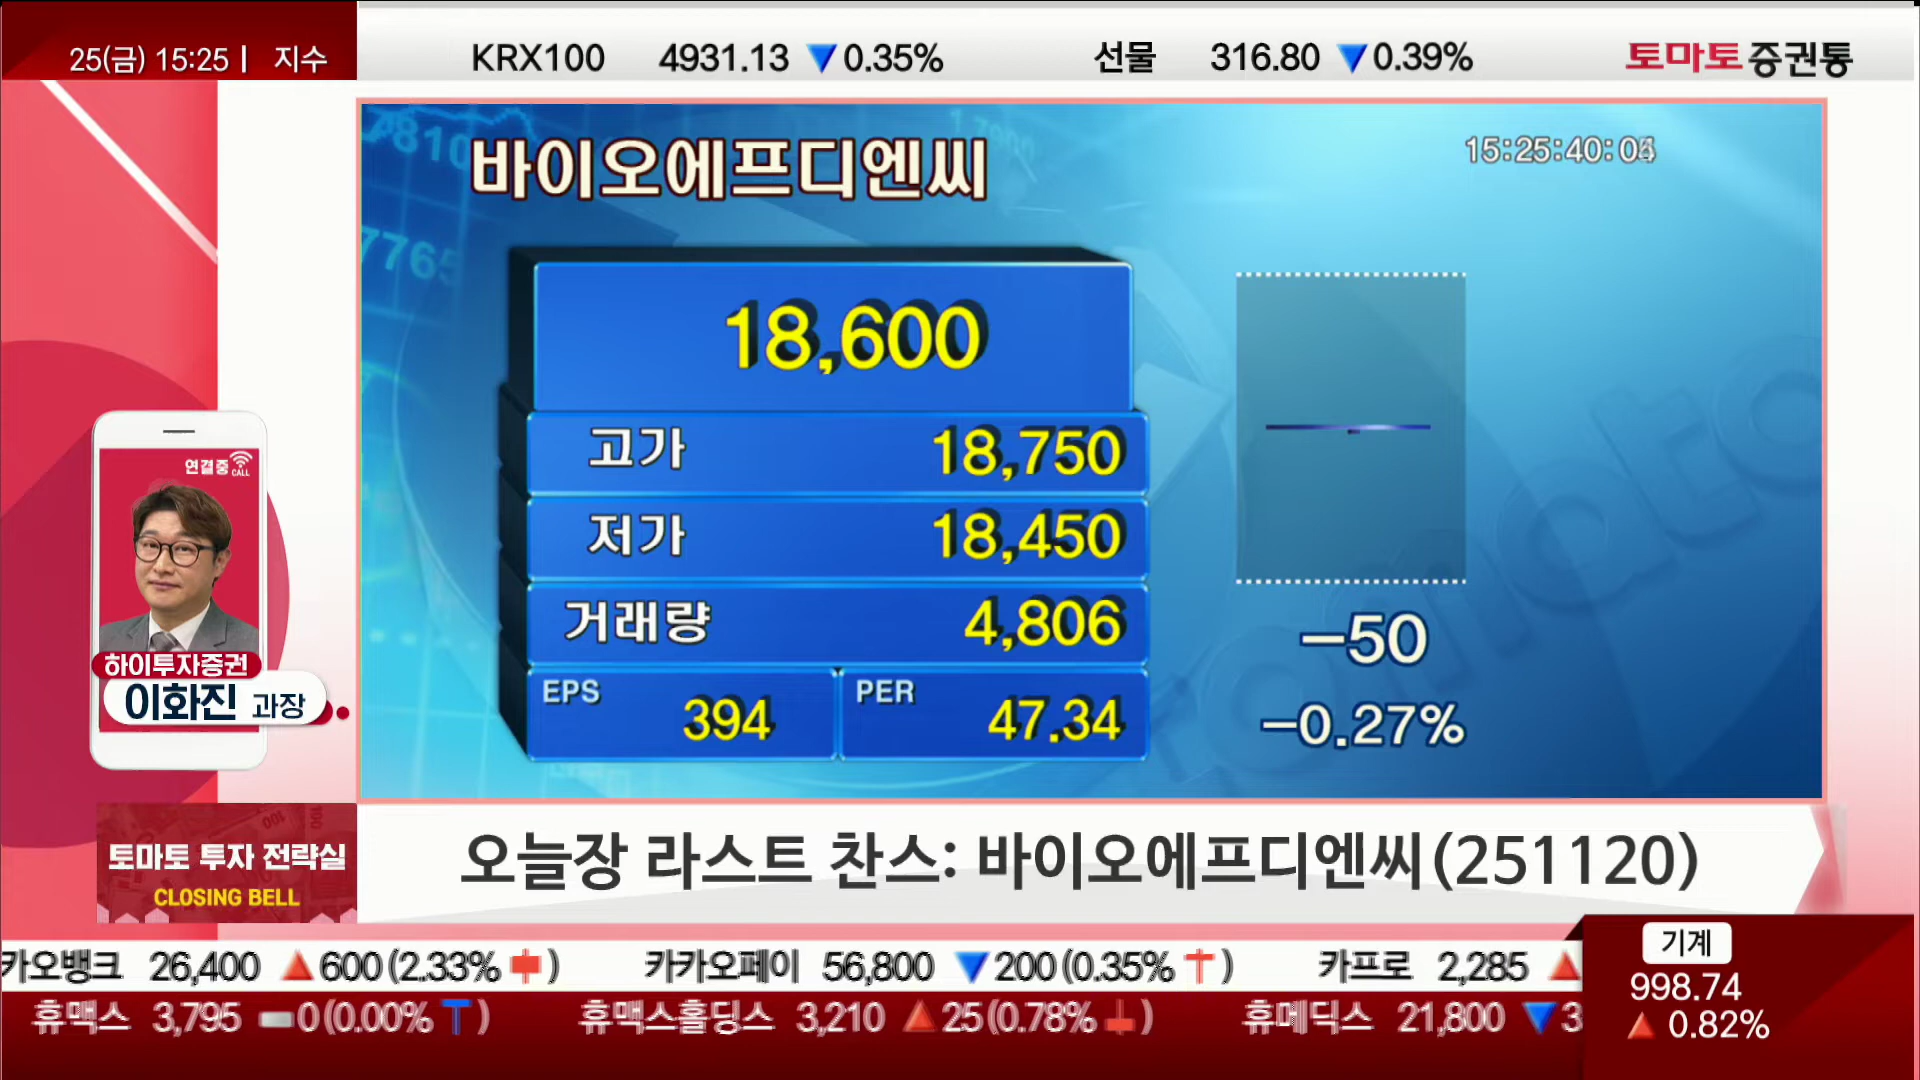 25(금) 15:25 | 지수
KRX100 4931.13 ▼0.35% 선물 316.80 ▼0.39%
토마토증권통
바이오에프디엔씨
18,600
고가 18,750
저가 18,450
거래량 4,806
EPS 394 PER 47.34
-50
-0.27%
연결중 CALL
하이투자증권
이화진 과장
토마토 투자 전략실
CLOSING BELL
오늘장 라스트 찬스: 바이오에프디엔씨(251120)
카오뱅크 26,400 ▲600(2.33%) 카카오페이 56,800 ▼200(0.35%) 카프로 2,285 ▲
휴맥스 3,795 0(0.00%) 휴맥스홀딩스 3,210 ▲25(0.78%) 휴메딕스 21,800 ▼3
기계
998.74
▲ 0.82%